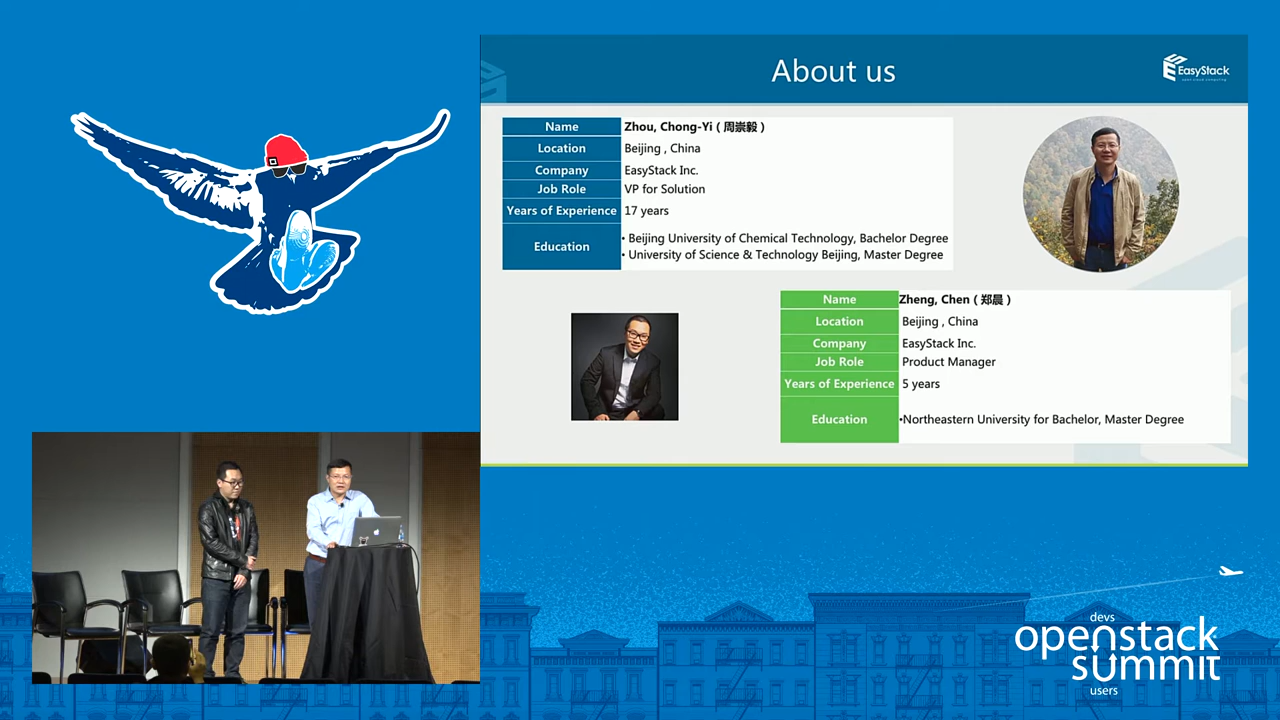 About us
EasyStack
Name Zhou, Chong-Yi ( 周崇毅 )
Location Beijing , China
Company EasyStack Inc.
Job Role VP for Solution
Years of Experience 17 years
Education
• Beijing University of Chemical Technology, Bachelor Degree
• University of Science & Technology Beijing, Master Degree
Name Zheng, Chen ( 郑晨 )
Location Beijing , China
Company EasyStack Inc.
Job Role Product Manager
Years of Experience 5 years
Education •Northeastern University for Bachelor, Master Degree
devs
openstack
summit
users